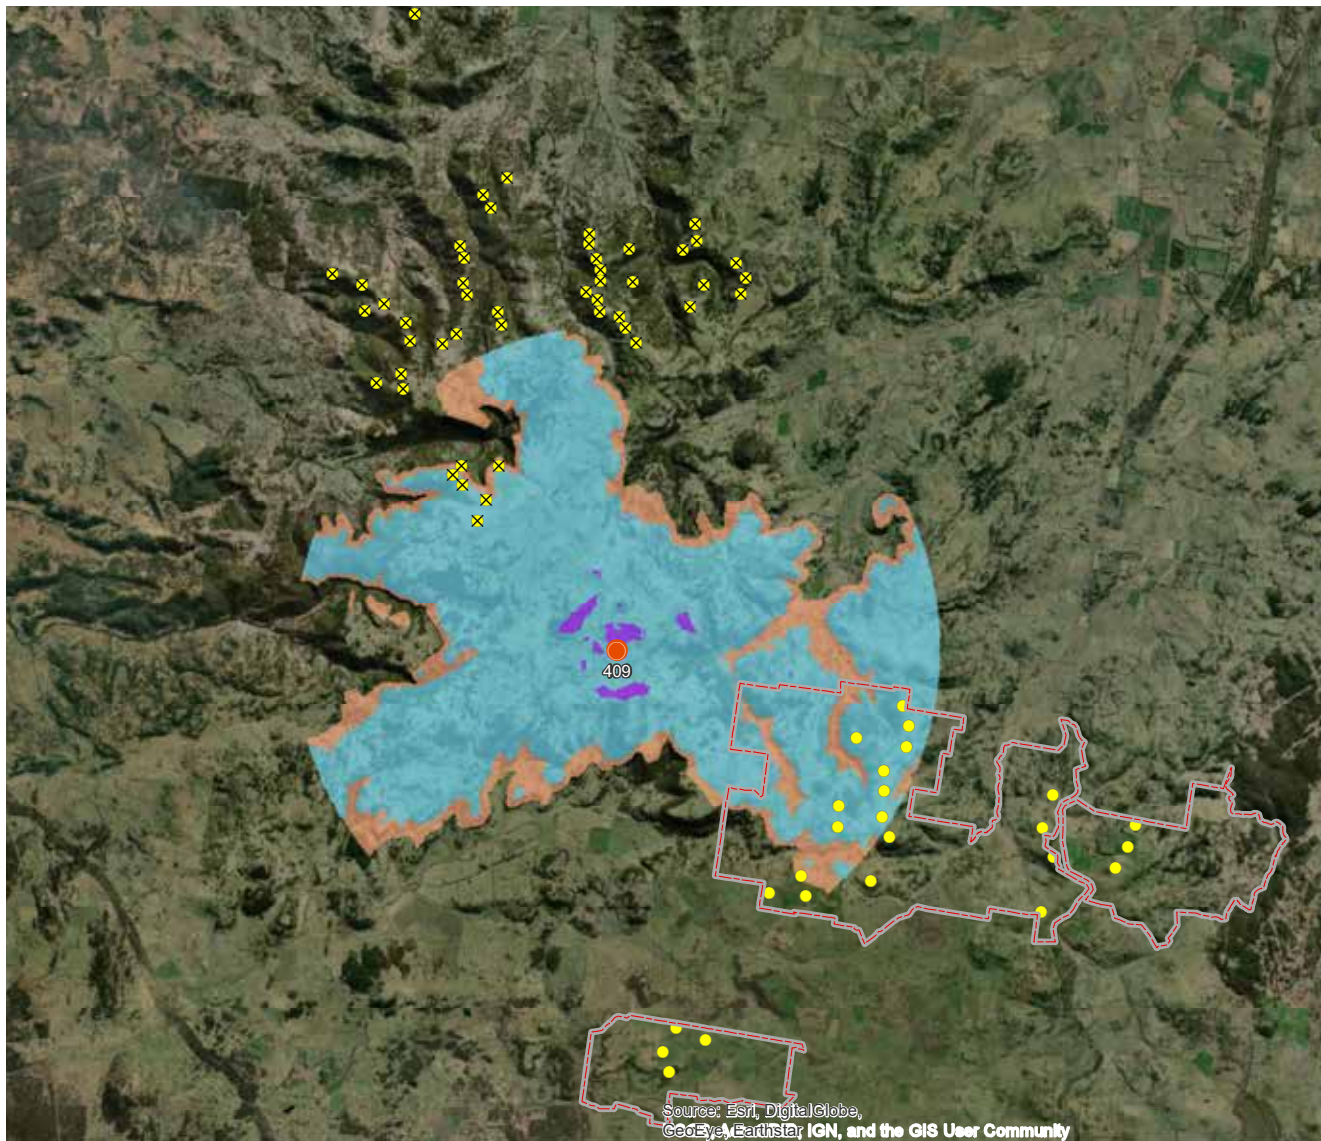 409
Source: Esri, DigitalGlobe,
GeoEye, Earthstar IGN, and the GIS User Community